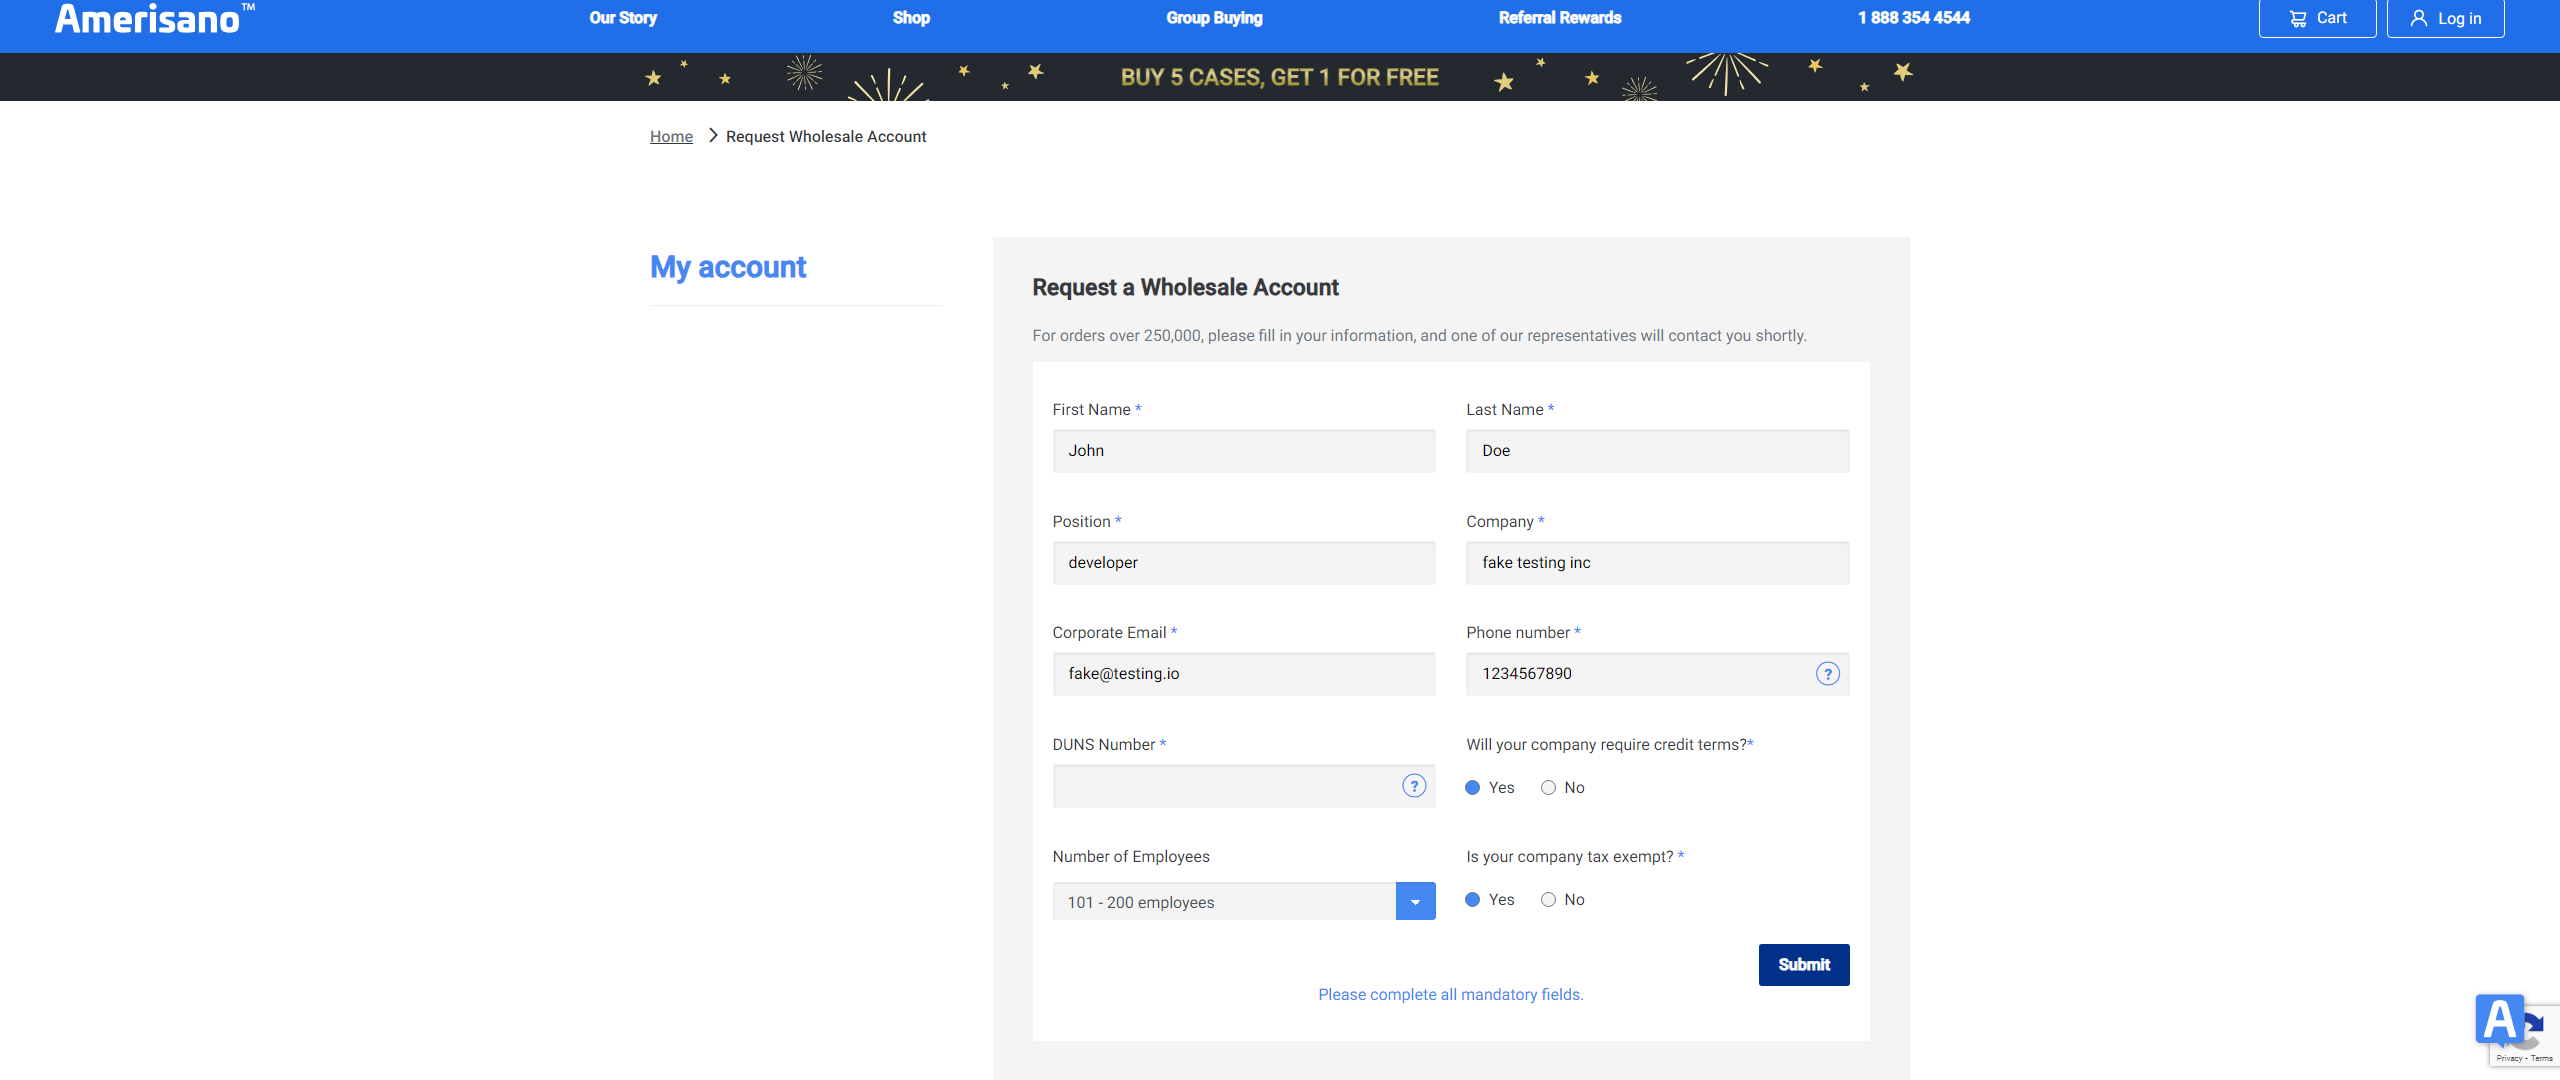 Amerisano™
Our Story
Shop
Group Buying
Referral Rewards
1 888 354 4544
Cart
Log in
BUY 5 CASES, GET 1 FOR FREE
Home
Request Wholesale Account
My account
Request a Wholesale Account
For orders over 250,000, please fill in your information, and one of our representatives will contact you shortly.
First Name *
Last Name *
John
Doe
Position *
Company *
developer
fake testing inc
Corporate Email *
Phone number *
fake@testing.io
1234567890
?
DUNS Number *
Will your company require credit terms?*
?
Yes
No
Number of Employees
Is your company tax exempt? *
101 - 200 employees
Yes
No
Submit
Please complete all mandatory fields.
A
Privacy - Terms